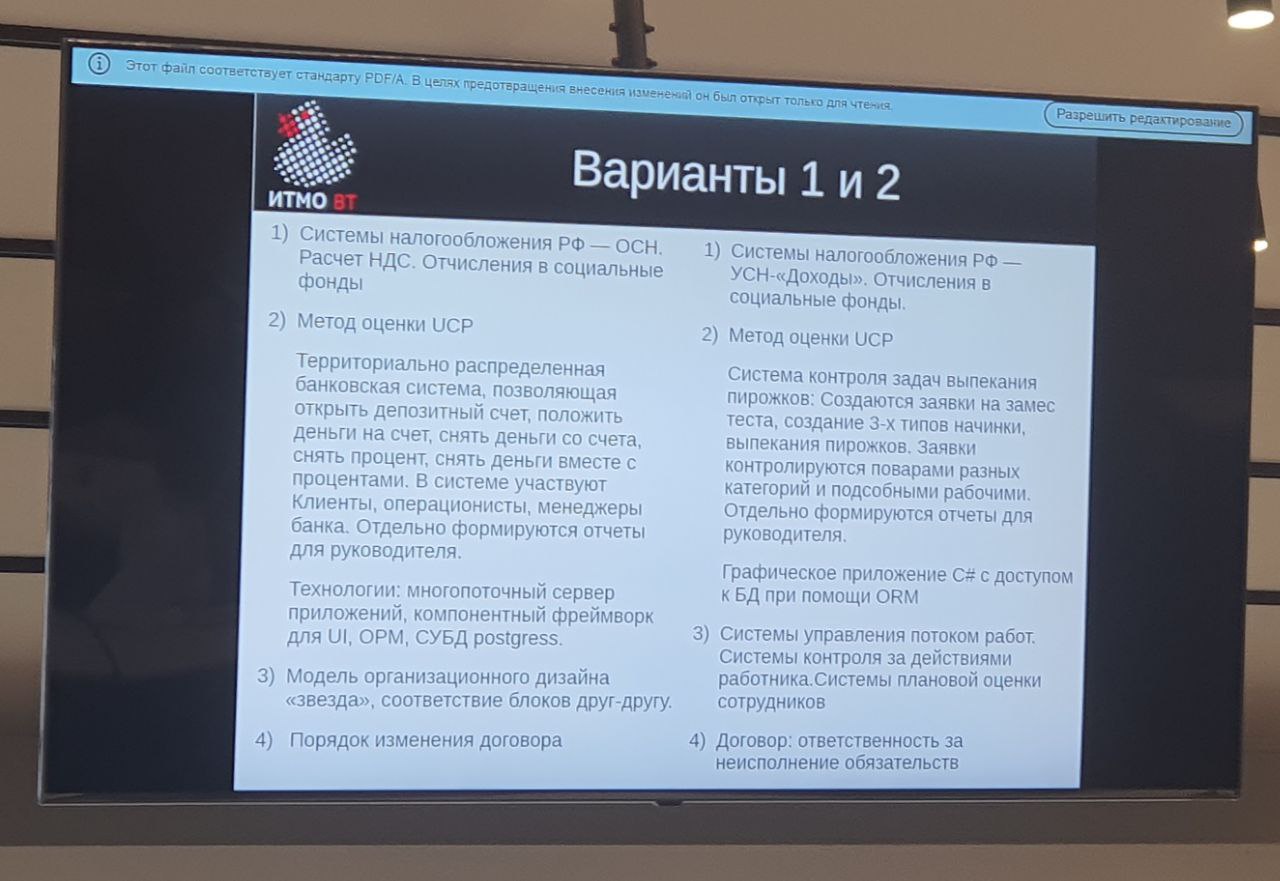 Этот файл соответствует стандарту PDF/A. В целях предотвращения внесения изменений он был открыт только для чтения.
Разрешить редактирование
ИТМО ВТ
Варианты 1 и 2
1) Системы налогообложения РФ — ОСН.
Расчет НДС. Отчисления в социальные
фонды
2) Метод оценки UCP
Территориально распределенная
банковская система, позволяющая
открыть депозитный счет, положить
деньги на счет, снять деньги со счета,
снять процент, снять деньги вместе с
процентами. В системе участвуют
Клиенты, операционисты, менеджеры
банка. Отдельно формируются отчеты
для руководителя.
Технологии: многопоточный сервер
приложений, компонентный фреймворк
для UI, ОРМ, СУБД postgress.
3) Модель организационного дизайна
«звезда», соответствие блоков друг-другу.
4) Порядок изменения договора
1) Системы налогообложения РФ —
УСН-«Доходы». Отчисления в
социальные фонды.
2) Метод оценки UCP
Система контроля задач выпекания
пирожков: Создаются заявки на замес
теста, создание 3-х типов начинки,
выпекания пирожков. Заявки
контролируются поварами разных
категорий и подсобными рабочими.
Отдельно формируются отчеты для
руководителя.
Графическое приложение C# с доступом
к БД при помощи ORM
3) Системы управления потоком работ.
Системы контроля за действиями
работника.Системы плановой оценки
сотрудников
4) Договор: ответственность за
неисполнение обязательств